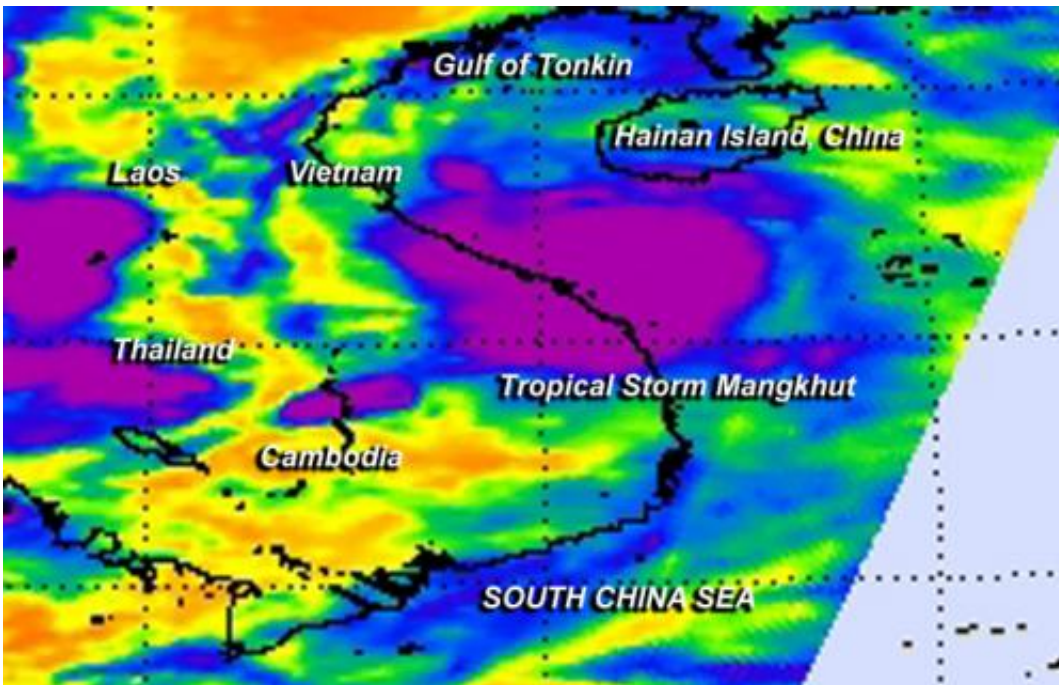 Gulf of Tonkin
Hainan Island, China
Laos
Vietnam
Thailand
Tropical Storm Mangkhut
Cambodia
SOUTH CHINA SEA